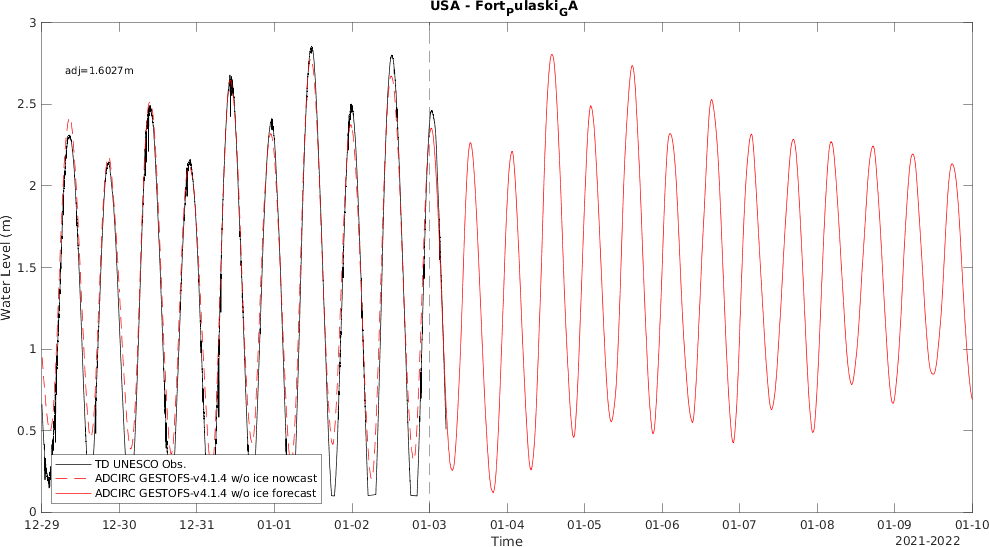 USA - FortPulaskiGA
adj=1.6027m
Water Level (m)
3
2.5
2
1.5
1
0.5
0
TD UNESCO Obs.
ADCIRC GESTOFS-v4.1.4 w/o ice nowcast
ADCIRC GESTOFS-v4.1.4 w/o ice forecast
12-29 12-30 12-31 01-01 01-02 01-03 01-04 01-05 01-06 01-07 01-08 01-09 01-10
Time
2021-2022